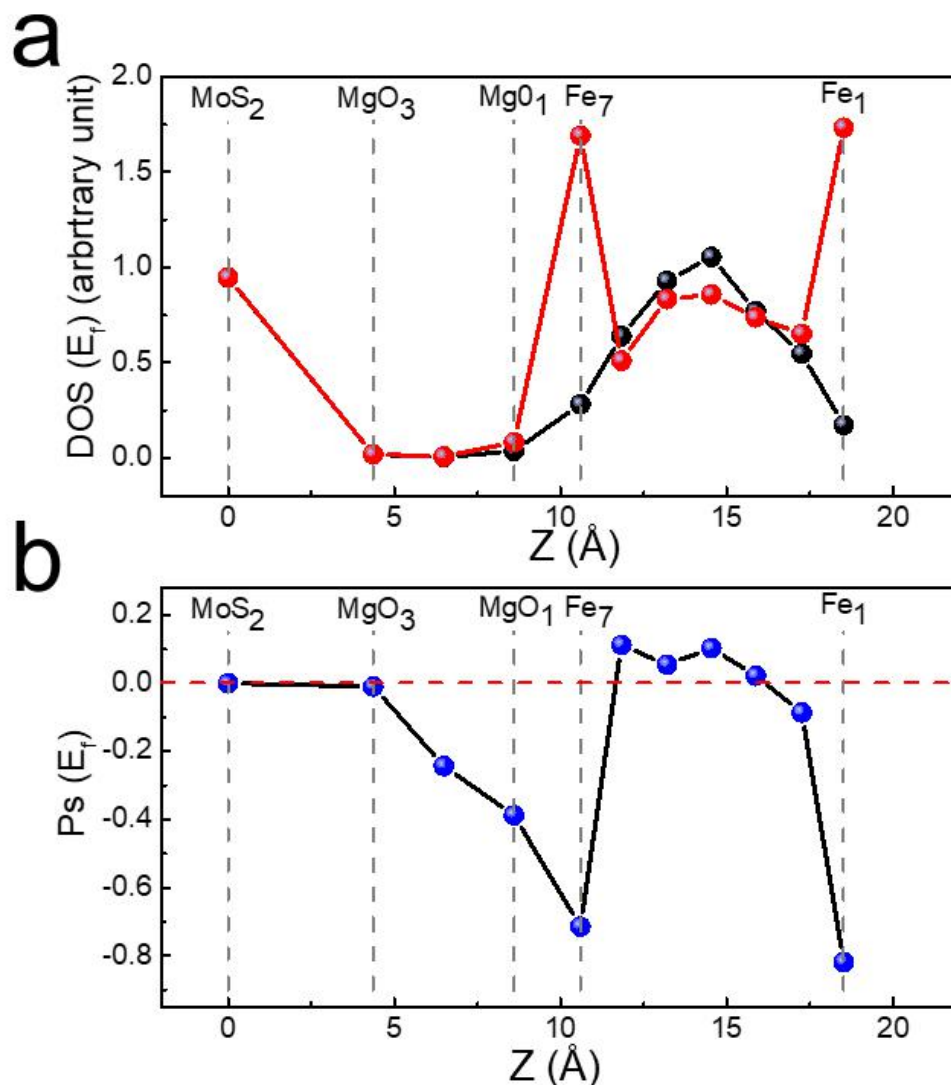 a
2.0
1.5
1.0
0.5
0.0
DOS (Ef) (arbrtrary unit)
MoS2 MgO3 Mg01 Fe7 Fe1
0 5 10 15 20
Z (Å)
b
0.2
0.0
-0.2
-0.4
-0.6
-0.8
Ps (Ef)
MoS2 MgO3 MgO1 Fe7 Fe1
0 5 10 15 20
Z (Å)